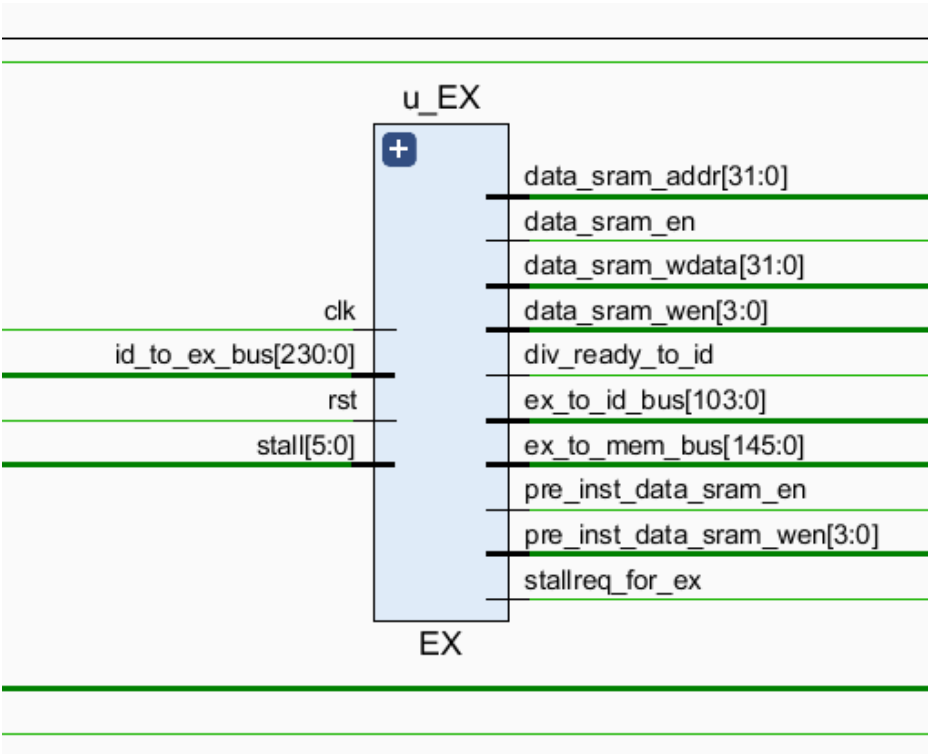 u_EX
data_sram_addr[31:0]
data_sram_en
data_sram_wdata[31:0]
clk
data_sram_wen[3:0]
id_to_ex_bus[230:0]
div_ready_to_id
rst
ex_to_id_bus[103:0]
stall[5:0]
ex_to_mem_bus[145:0]
pre_inst_data_sram_en
pre_inst_data_sram_wen[3:0]
stallreq_for_ex
EX